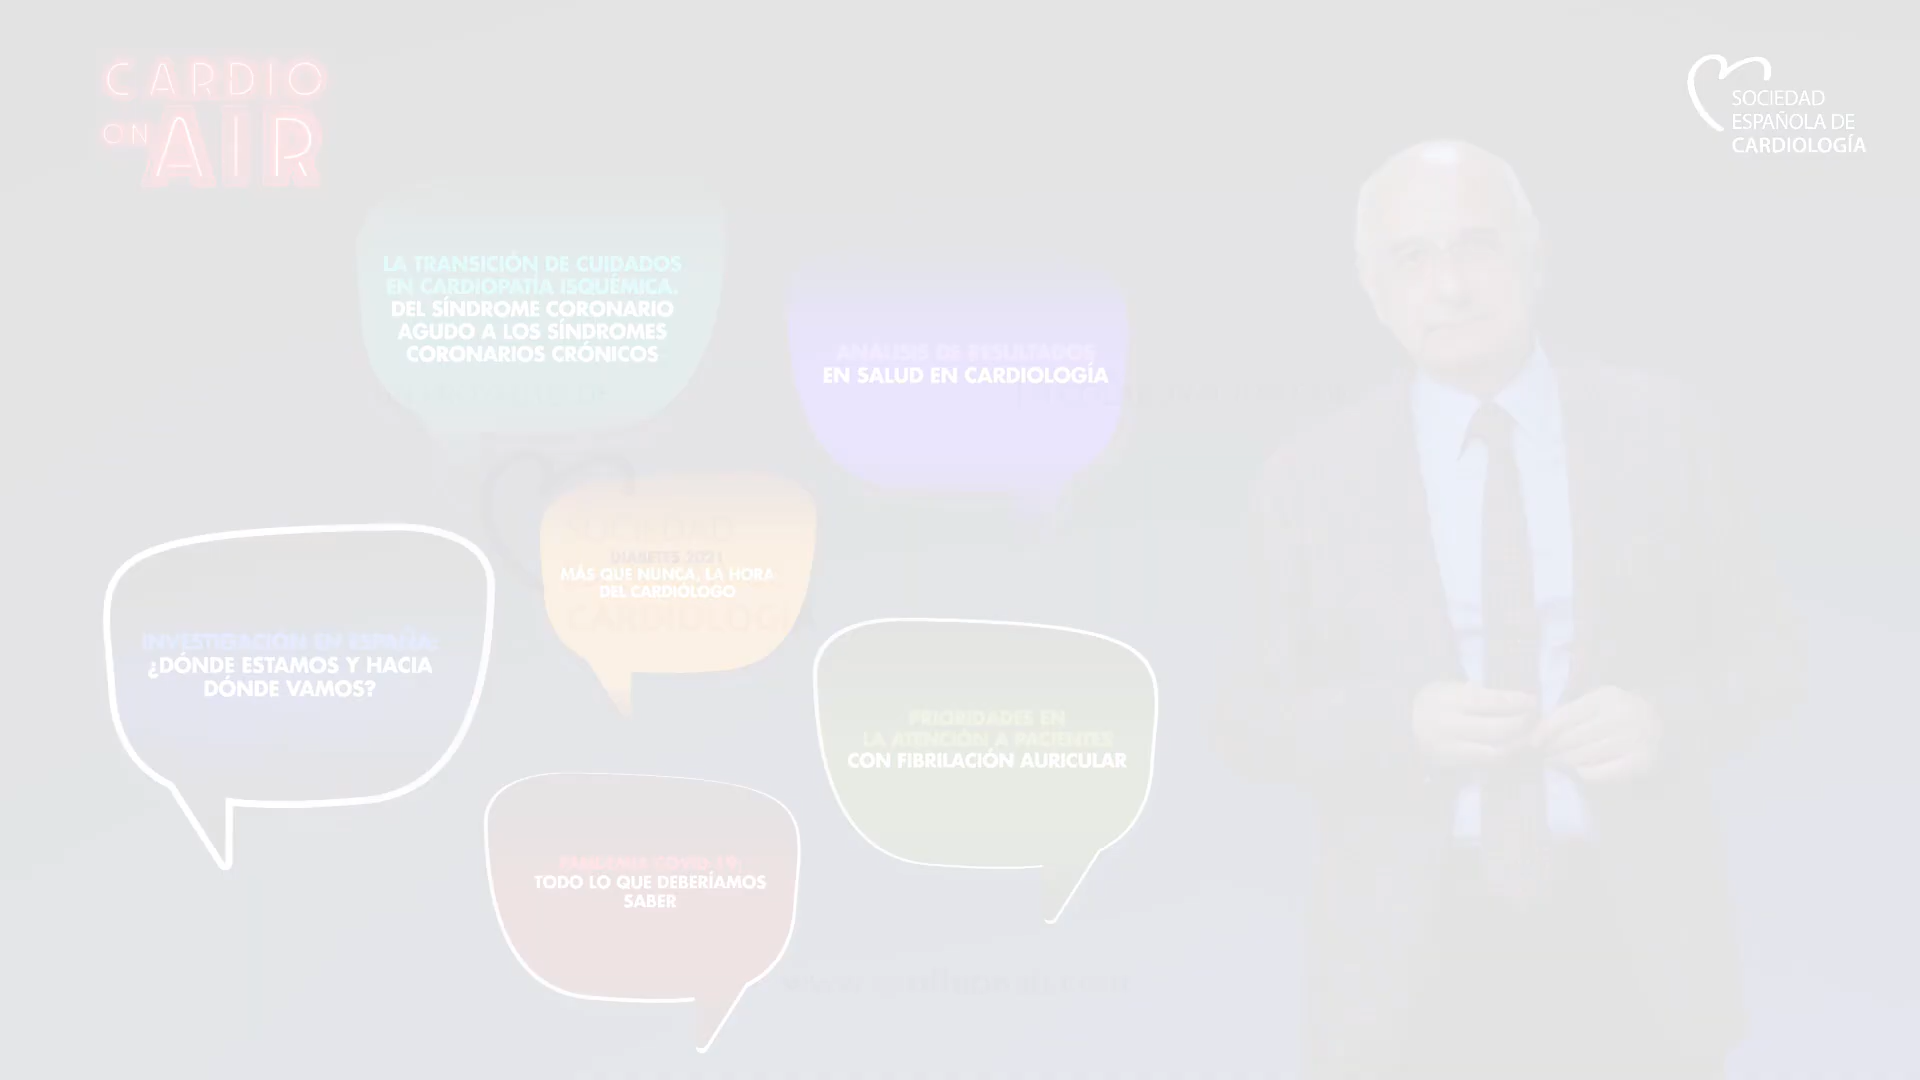 CARDIO
ON AIR
SOCIEDAD
ESPAÑOLA DE
CARDIOLOGÍA
LA TRANSICIÓN DE CUIDADOS
EN CARDIOPATÍA ISQUÉMICA.
DEL SÍNDROME CORONARIO
AGUDO A LOS SÍNDROMES
CORONARIOS CRÓNICOS
ANÁLISIS DE RESULTADOS
EN SALUD EN CARDIOLOGÍA
SOCIEDAD
DIABETES 2021
MÁS QUE NUNCA, LA HORA
DEL CARDIÓLOGO
CARDIOLOGÍA
INVESTIGACIÓN EN ESPAÑA:
¿DÓNDE ESTAMOS Y HACIA
DÓNDE VAMOS?
PRIORIDADES EN
LA ATENCIÓN A PACIENTES
CON FIBRILACIÓN AURICULAR
PANDEMIA COVID-19:
TODO LO QUE DEBERÍAMOS
SABER